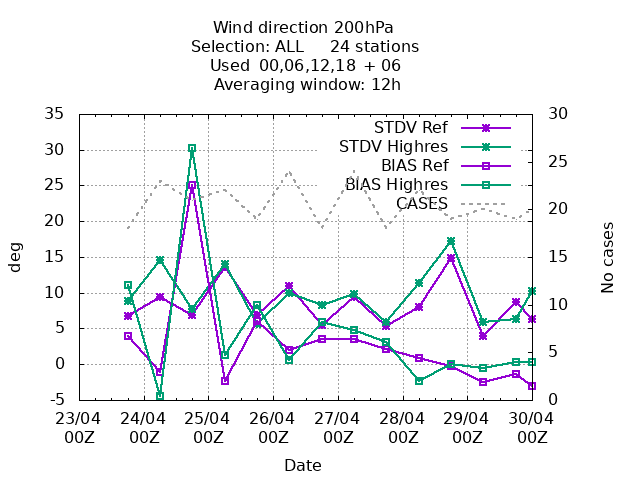 Wind direction 200hPa
Selection: ALL     24 stations
Used 00,06,12,18 + 06
Averaging window: 12h
35
30
25
20
15
10
5
0
-5
deg
30
25
20
15
10
5
0
No cases
STDV Ref
STDV Highres
BIAS Ref
BIAS Highres
CASES
23/04 24/04 25/04 26/04 27/04 28/04 29/04 30/04
00Z 00Z 00Z 00Z 00Z 00Z 00Z 00Z
Date